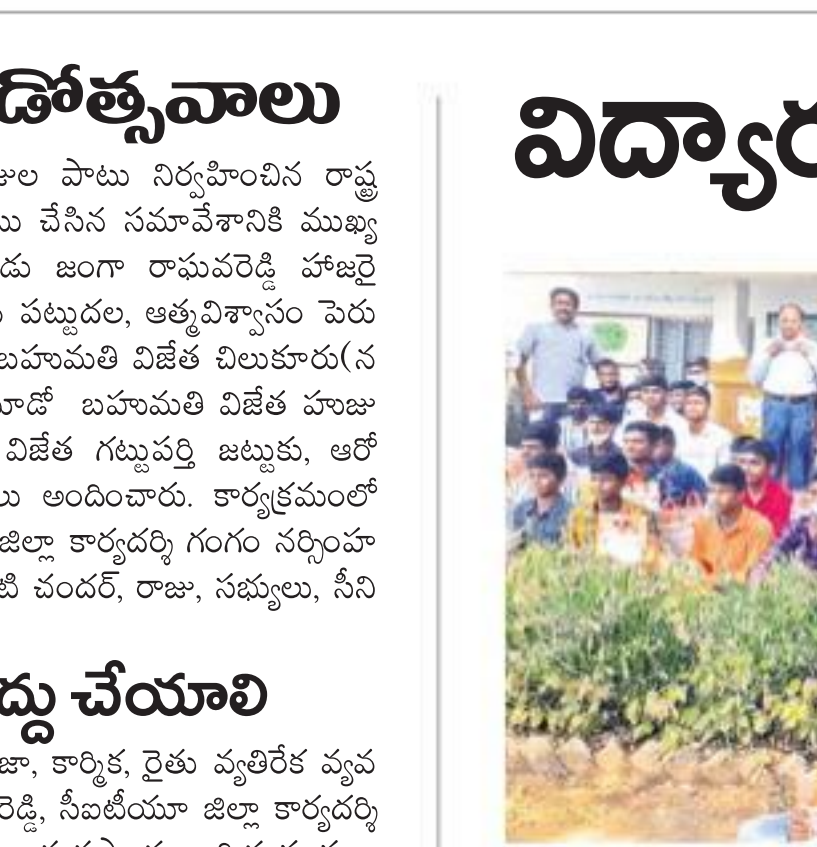 డోత్సవాలు
జుల పాటు నిర్వహించిన రాష్ట్ర
చేసిన సమావేశానికి ముఖ్య
డు జంగా రాఘవరెడ్డి హాజరై
పట్టుదల, ఆత్మవిశ్వాసం పెరు
బహుమతి విజేత చిలుకూరు(న
బహుమతి విజేత హుజు
విజేత గట్టుపర్తి జట్టుకు, ఆరో
లు అందించారు. కార్యక్రమంలో
జిల్లా కార్యదర్శి గంగం నర్సింహ
టి చందర్, రాజు, సభ్యులు, సీని
ద్దు చేయాలి
జా, కార్మిక, రైతు వ్యతిరేక వ్యవ
రెడ్డి, సీఐటీయూ జిల్లా కార్యదర్శి
విద్యార